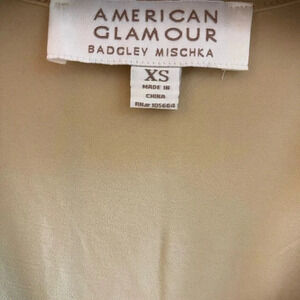 AMERICAN
GLAMOUR
BADGLEY MISCHKA
XS
MADE IN
CHINA
RN# 105664